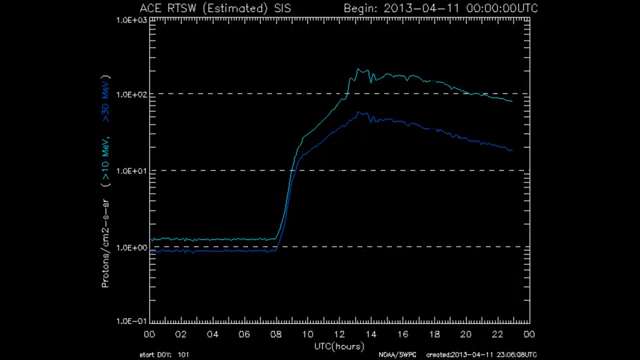 ACE RTSW (Estimated) SIS Begin: 2013-04-11 00:00:00UTC
1.0E+03
1.0E+02
1.0E+01
1.0E+00
1.0E-01
Protons/cm2-s-sr (>10 MeV, >30 MeV)
00 02 04 06 08 10 12 14 16 18 20 22 00
UTC(hours)
start DOY: 101 NOAA/SWPC created:2013-04-11 23:06:08UTC